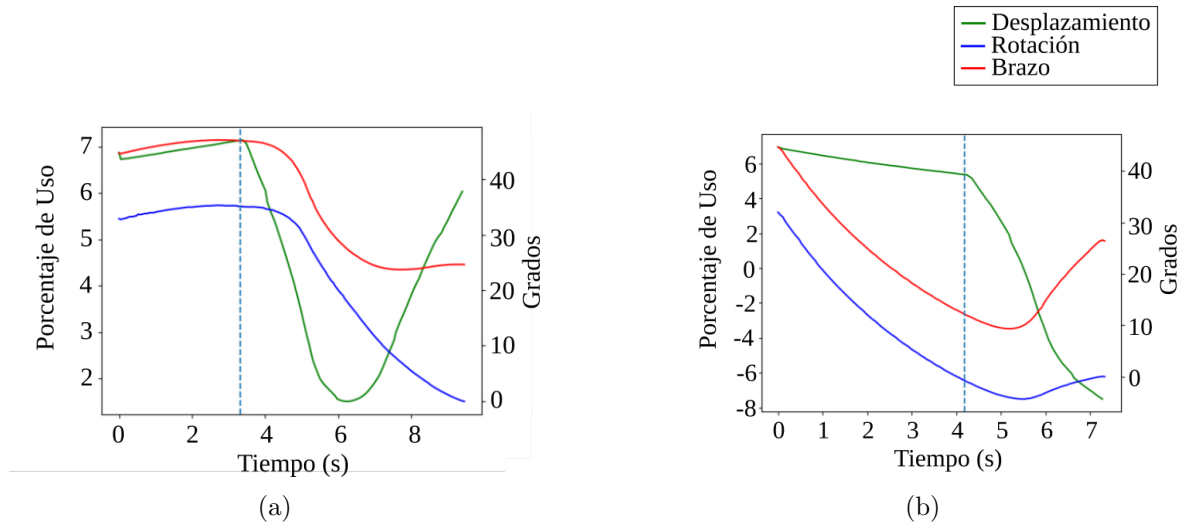 Desplazamiento
Rotación
Brazo
Porcentaje de Uso
7
6
5
4
3
2
40
30
20
10
0
Grados
0 2 4 6 8
Tiempo (s)
(a)
Porcentaje de Uso
6
4
2
0
-2
-4
-6
-8
40
30
20
10
0
Grados
0 1 2 3 4 5 6 7
Tiempo (s)
(b)